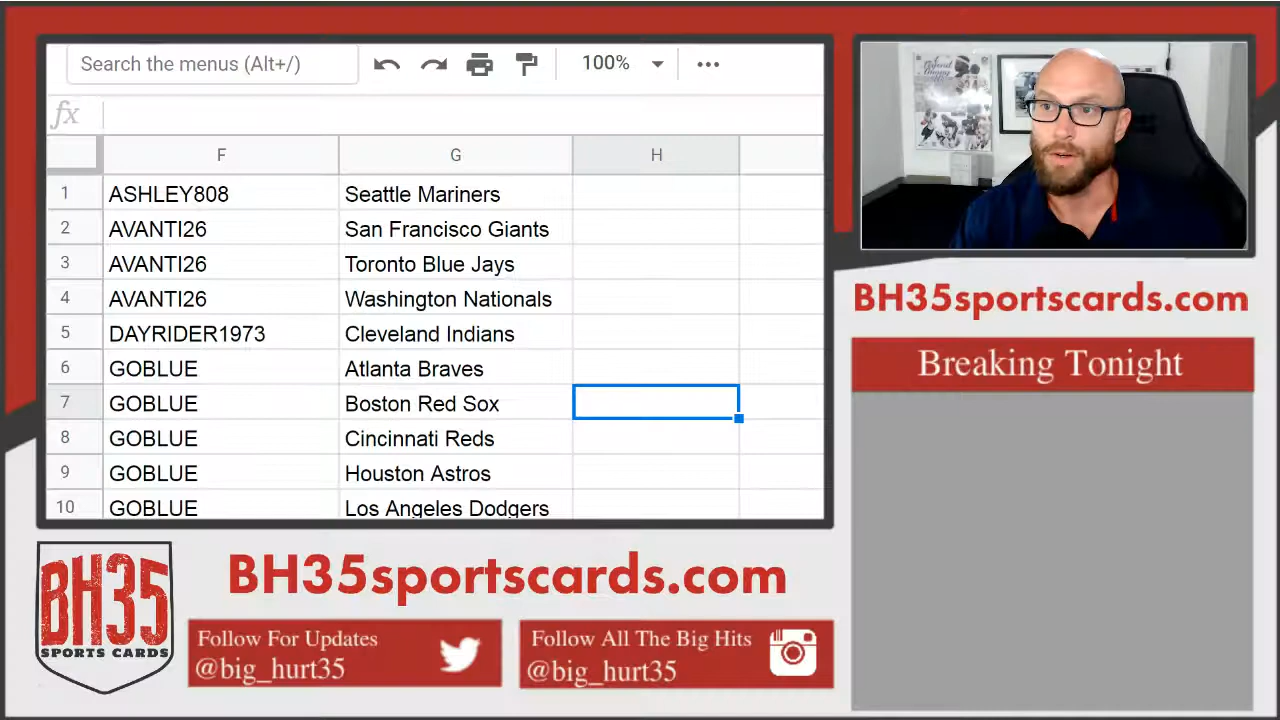 Search the menus (Alt+/)
100%
fx
F G H
1 ASHLEY808 Seattle Mariners
2 AVANTI26 San Francisco Giants
3 AVANTI26 Toronto Blue Jays
4 AVANTI26 Washington Nationals
5 DAYRIDER1973 Cleveland Indians
6 GOBLUE Atlanta Braves
7 GOBLUE Boston Red Sox
8 GOBLUE Cincinnati Reds
9 GOBLUE Houston Astros
10 GOBLUE Los Angeles Dodgers
BH35sportscards.com
Breaking Tonight
BH35
SPORTS CARDS
BH35sportscards.com
Follow For Updates
@big_hurt35
Follow All The Big Hits
@big_hurt35